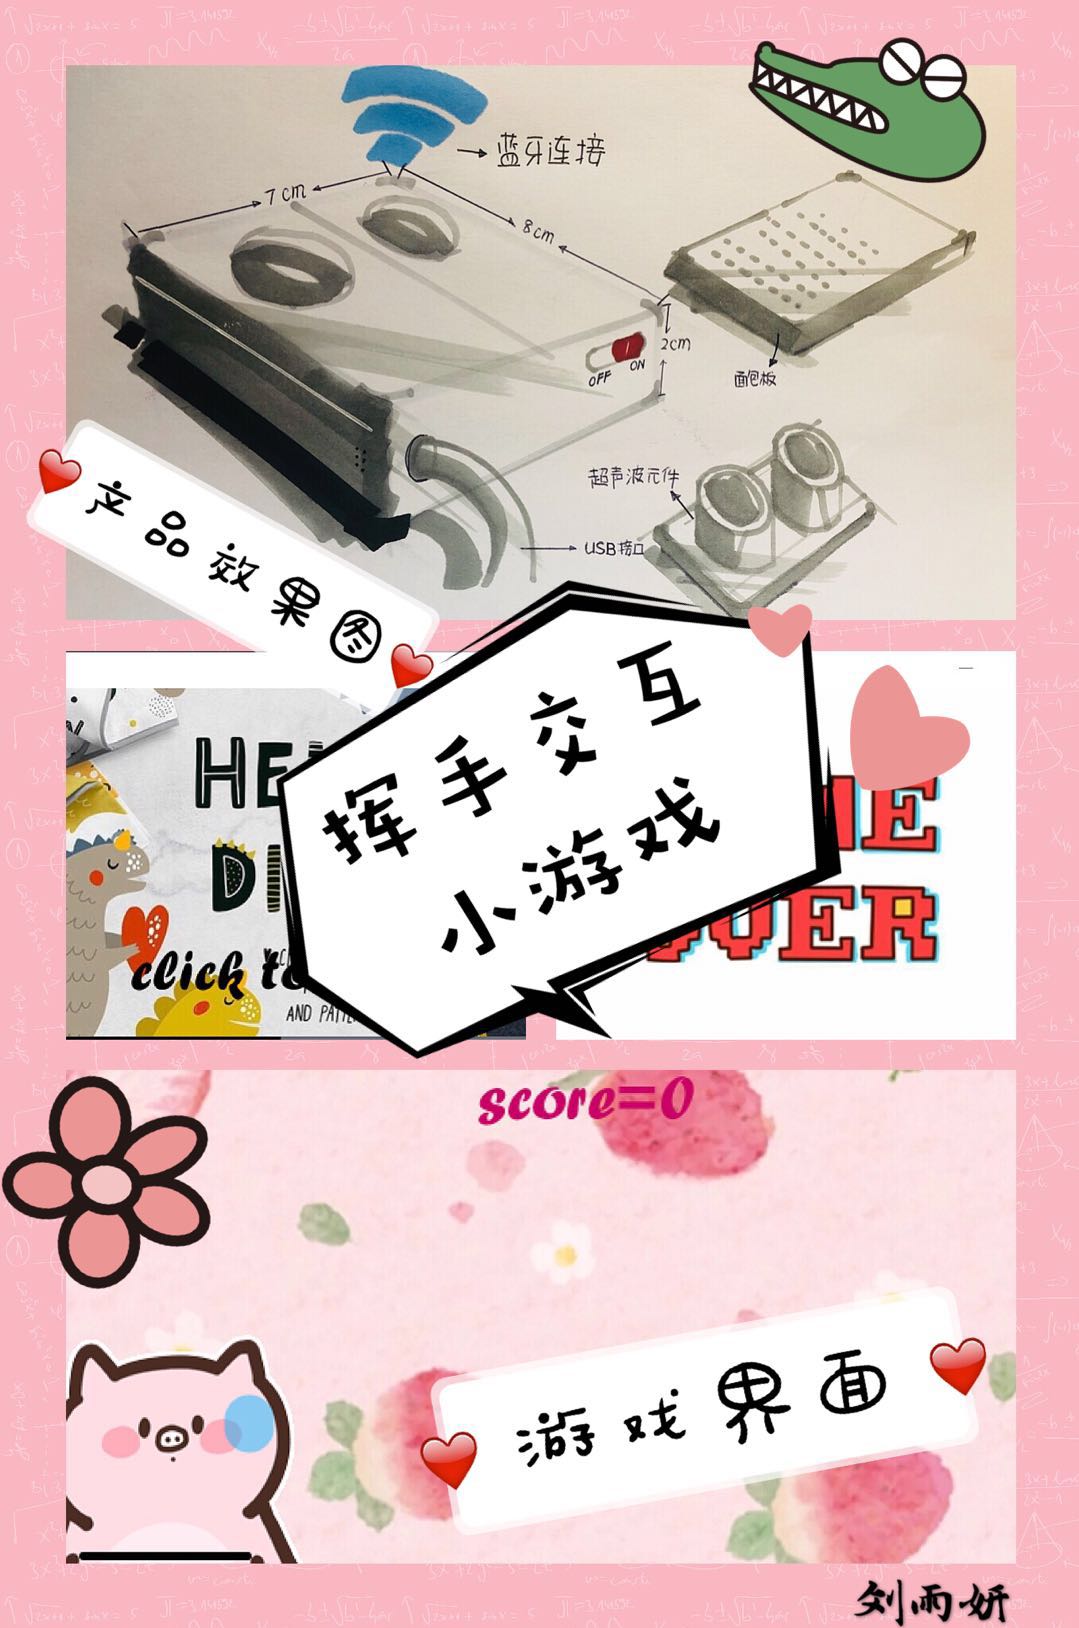 蓝牙连接
7cm
8cm
2cm
OFF
ON
面包板
超声波元件
USB接口
产品效果图
挥手交互
小游戏
HE
DI
click to
AND PATTE
OVER
score=0
游戏界面
刘雨妍